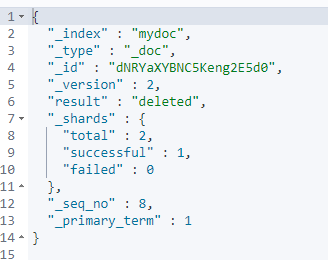 1 {
2 "_index" : "mydoc",
3 "_type" : "_doc",
4 "_id" : "dNRYaXYBNC5Keng2E5d0",
5 "_version" : 2,
6 "result" : "deleted",
7 "_shards" : {
8 "total" : 2,
9 "successful" : 1,
10 "failed" : 0
11 },
12 "_seq_no" : 8,
13 "_primary_term" : 1
14 }
15